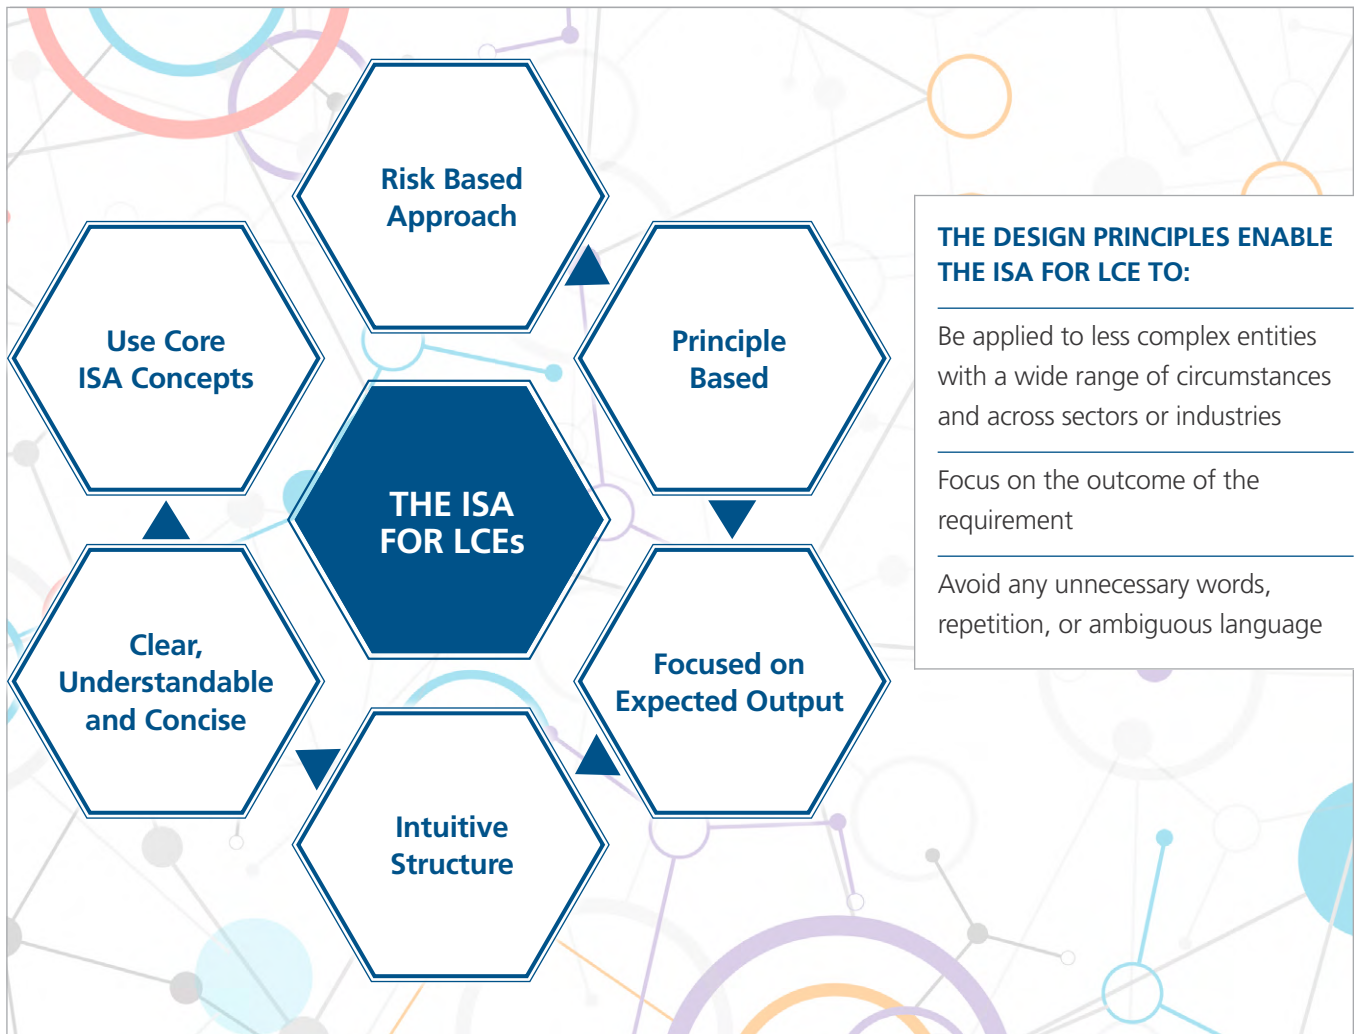 Risk Based
Approach
Use Core
ISA Concepts
Principle
Based
THE ISA
FOR LCEs
Clear,
Understandable
and Concise
Focused on
Expected Output
Intuitive
Structure
THE DESIGN PRINCIPLES ENABLE
THE ISA FOR LCE TO:
Be applied to less complex entities
with a wide range of circumstances
and across sectors or industries
Focus on the outcome of the
requirement
Avoid any unnecessary words,
repetition, or ambiguous language